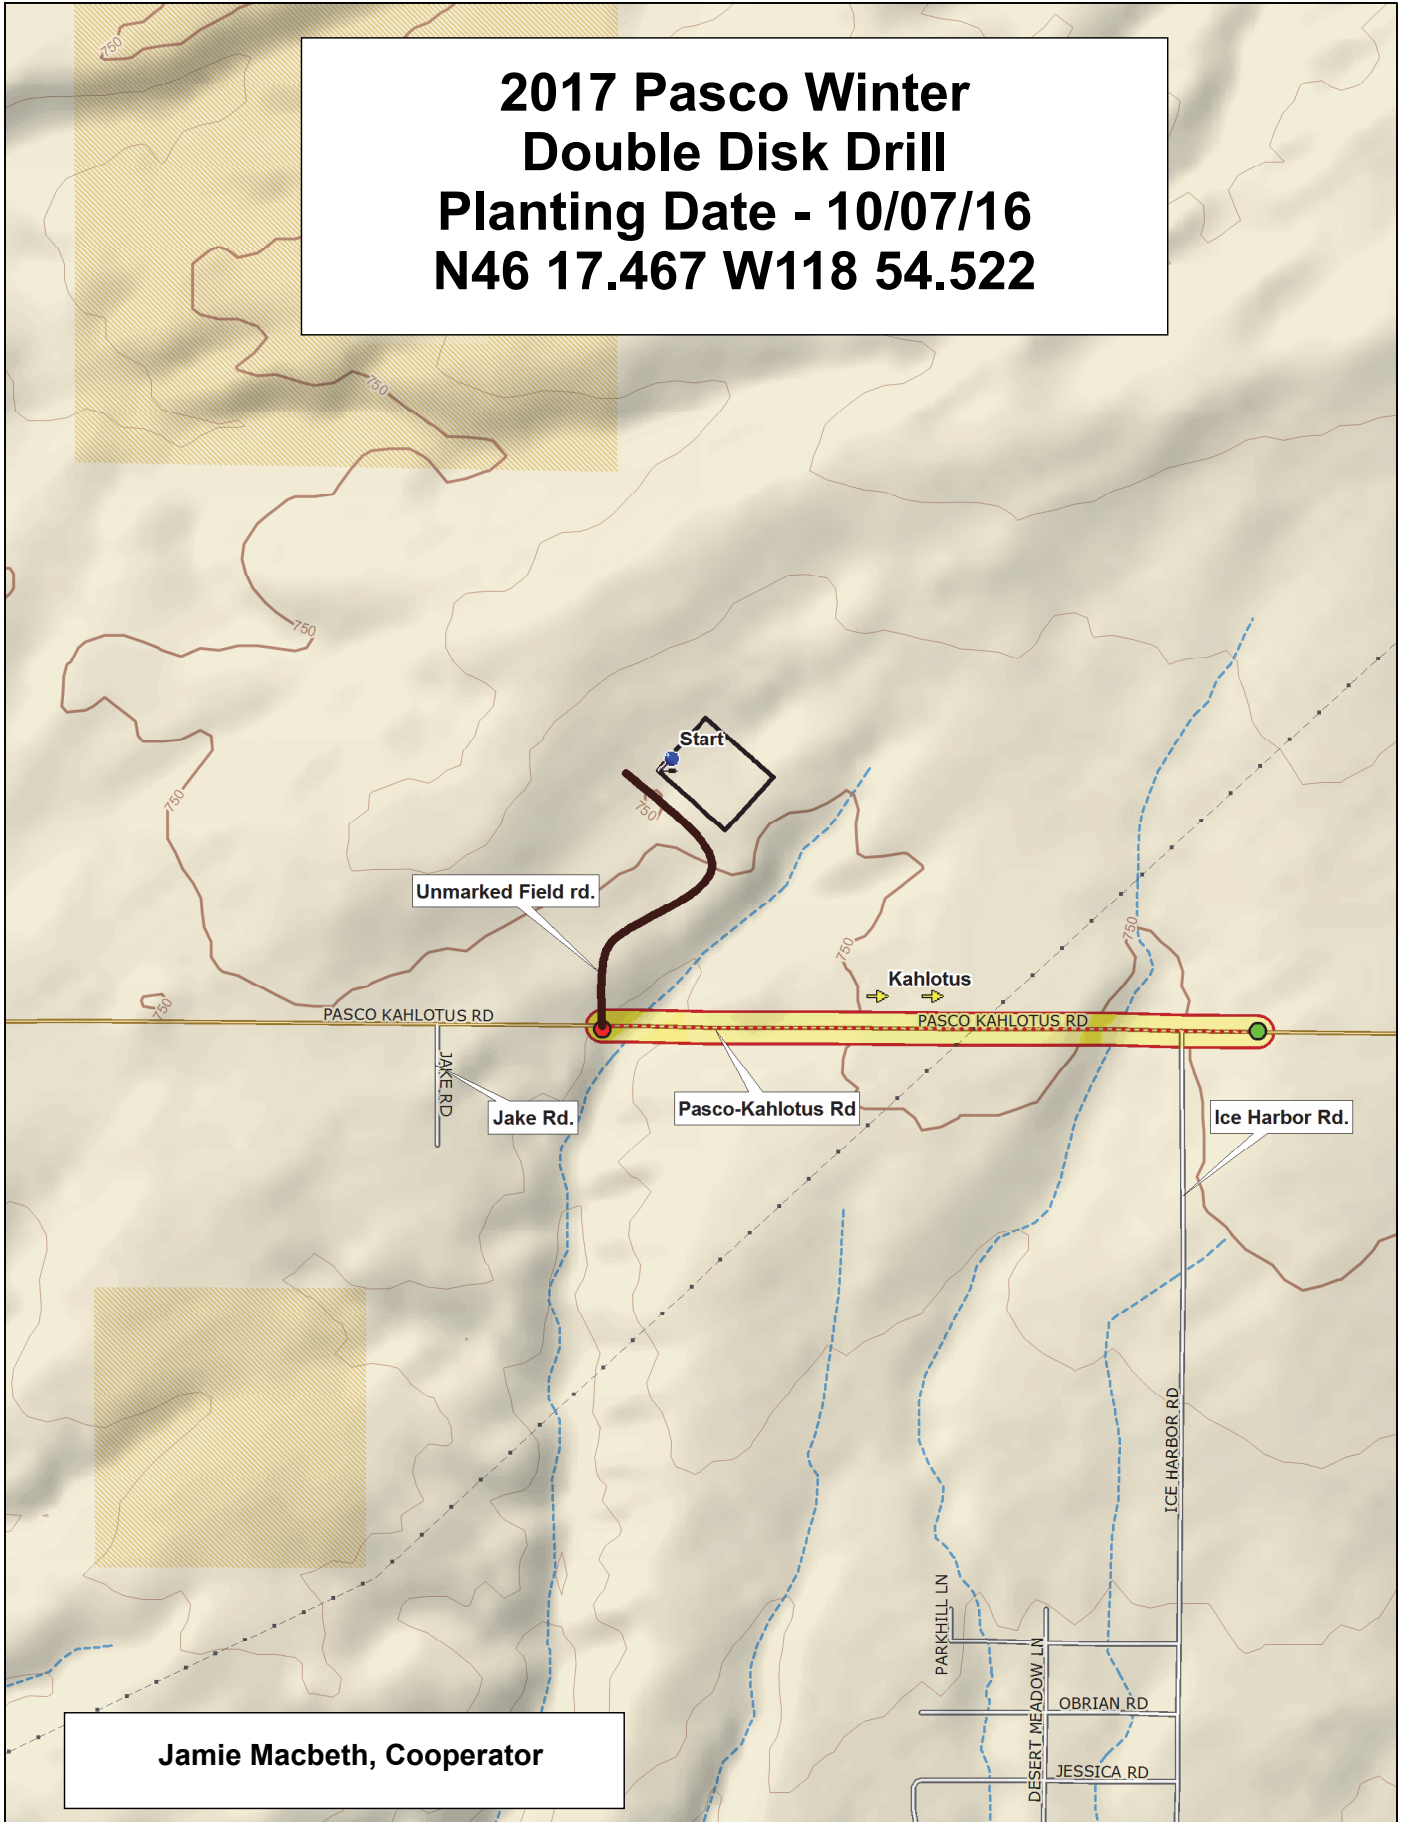 750
2017 Pasco Winter
Double Disk Drill
Planting Date - 10/07/16
N46 17.467 W118 54.522
750
750
Start
750
750
Unmarked Field rd.
750
750
Kahlotus
750
PASCO KAHLOTUS RD
PASCO KAHLOTUS RD
JAKE RD
Jake Rd.
Pasco-Kahlotus Rd
Ice Harbor Rd.
ICE HARBOR RD
PARKHILL LN
DESERT MEADOW LN
OBRIAN RD
JESSICA RD
Jamie Macbeth, Cooperator